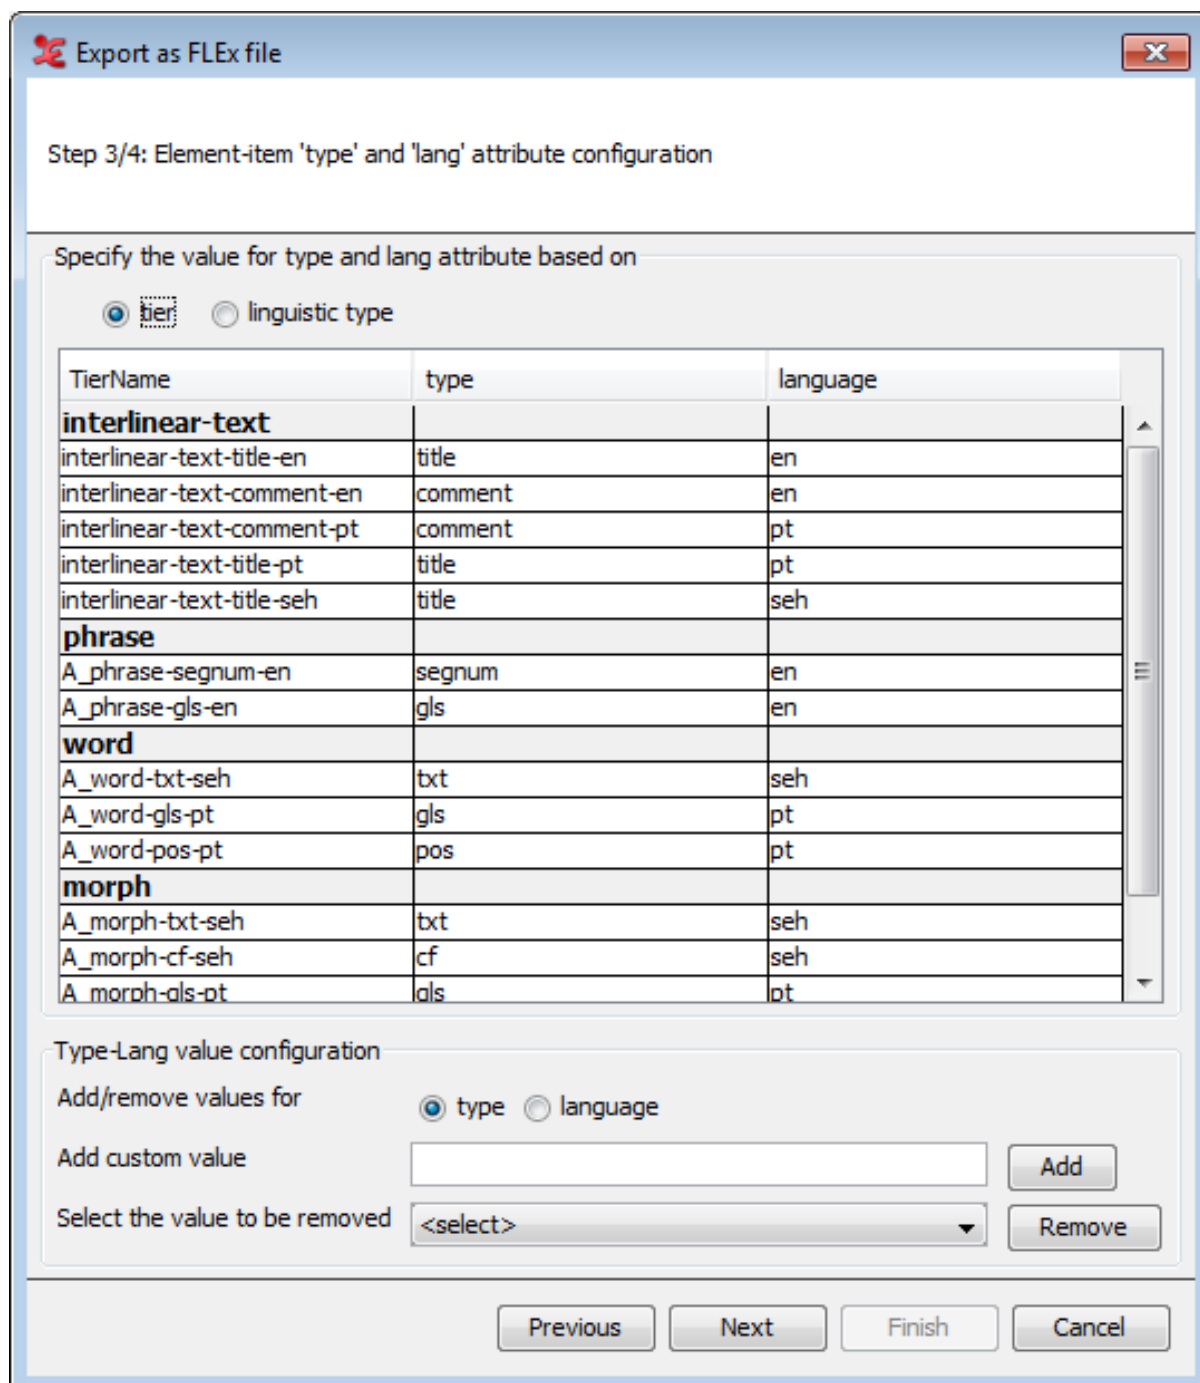 Export as FLEx file
Step 3/4: Element-item 'type' and 'lang' attribute configuration
Specify the value for type and lang attribute based on
tier linguistic type
TierName type language
interlinear-text
interlinear-text-title-en title en
interlinear-text-comment-en comment en
interlinear-text-comment-pt comment pt
interlinear-text-title-pt title pt
interlinear-text-title-seh title seh
phrase
A_phrase-segnum-en segnum en
A_phrase-gls-en gls en
word
A_word-txt-seh txt seh
A_word-gls-pt gls pt
A_word-pos-pt pos pt
morph
A_morph-txt-seh txt seh
A_morph-cf-seh cf seh
A_morph-gls-pt gls pt
Type-Lang value configuration
Add/remove values for type language
Add custom value Add
Select the value to be removed <select> Remove
Previous Next Finish Cancel